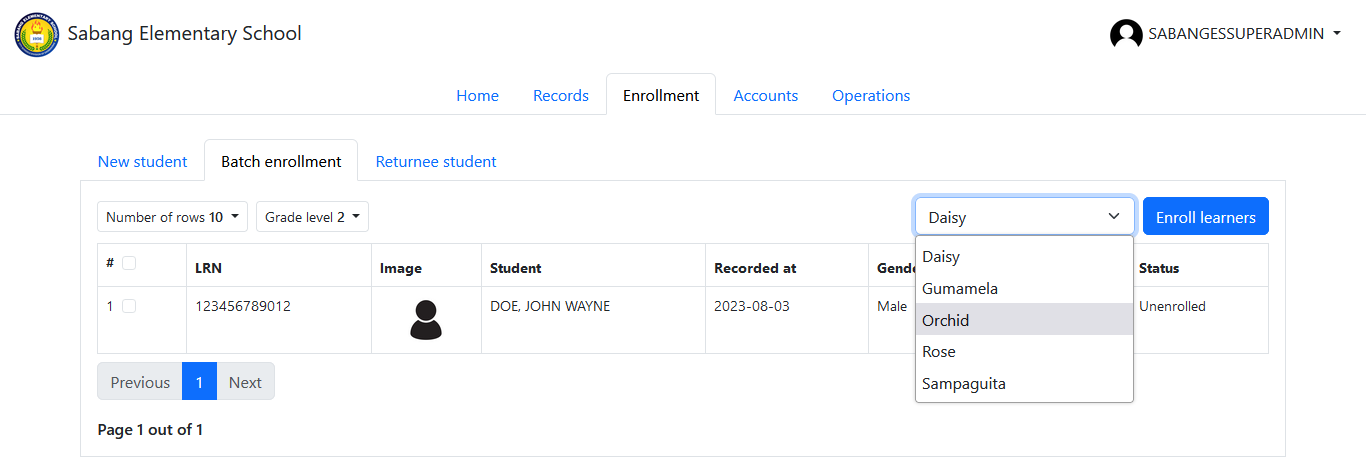 Sabang Elementary School
SABANGESSUPERADMIN
Home Records Enrollment Accounts Operations
New student Batch enrollment Returnee student
Number of rows 10 Grade level 2 Daisy Enroll learners
# LRN Image Student Recorded at Gend Status
1 123456789012 DOE, JOHN WAYNE 2023-08-03 Male Unenrolled
Daisy
Gumamela
Orchid
Rose
Sampaguita
Previous 1 Next
Page 1 out of 1